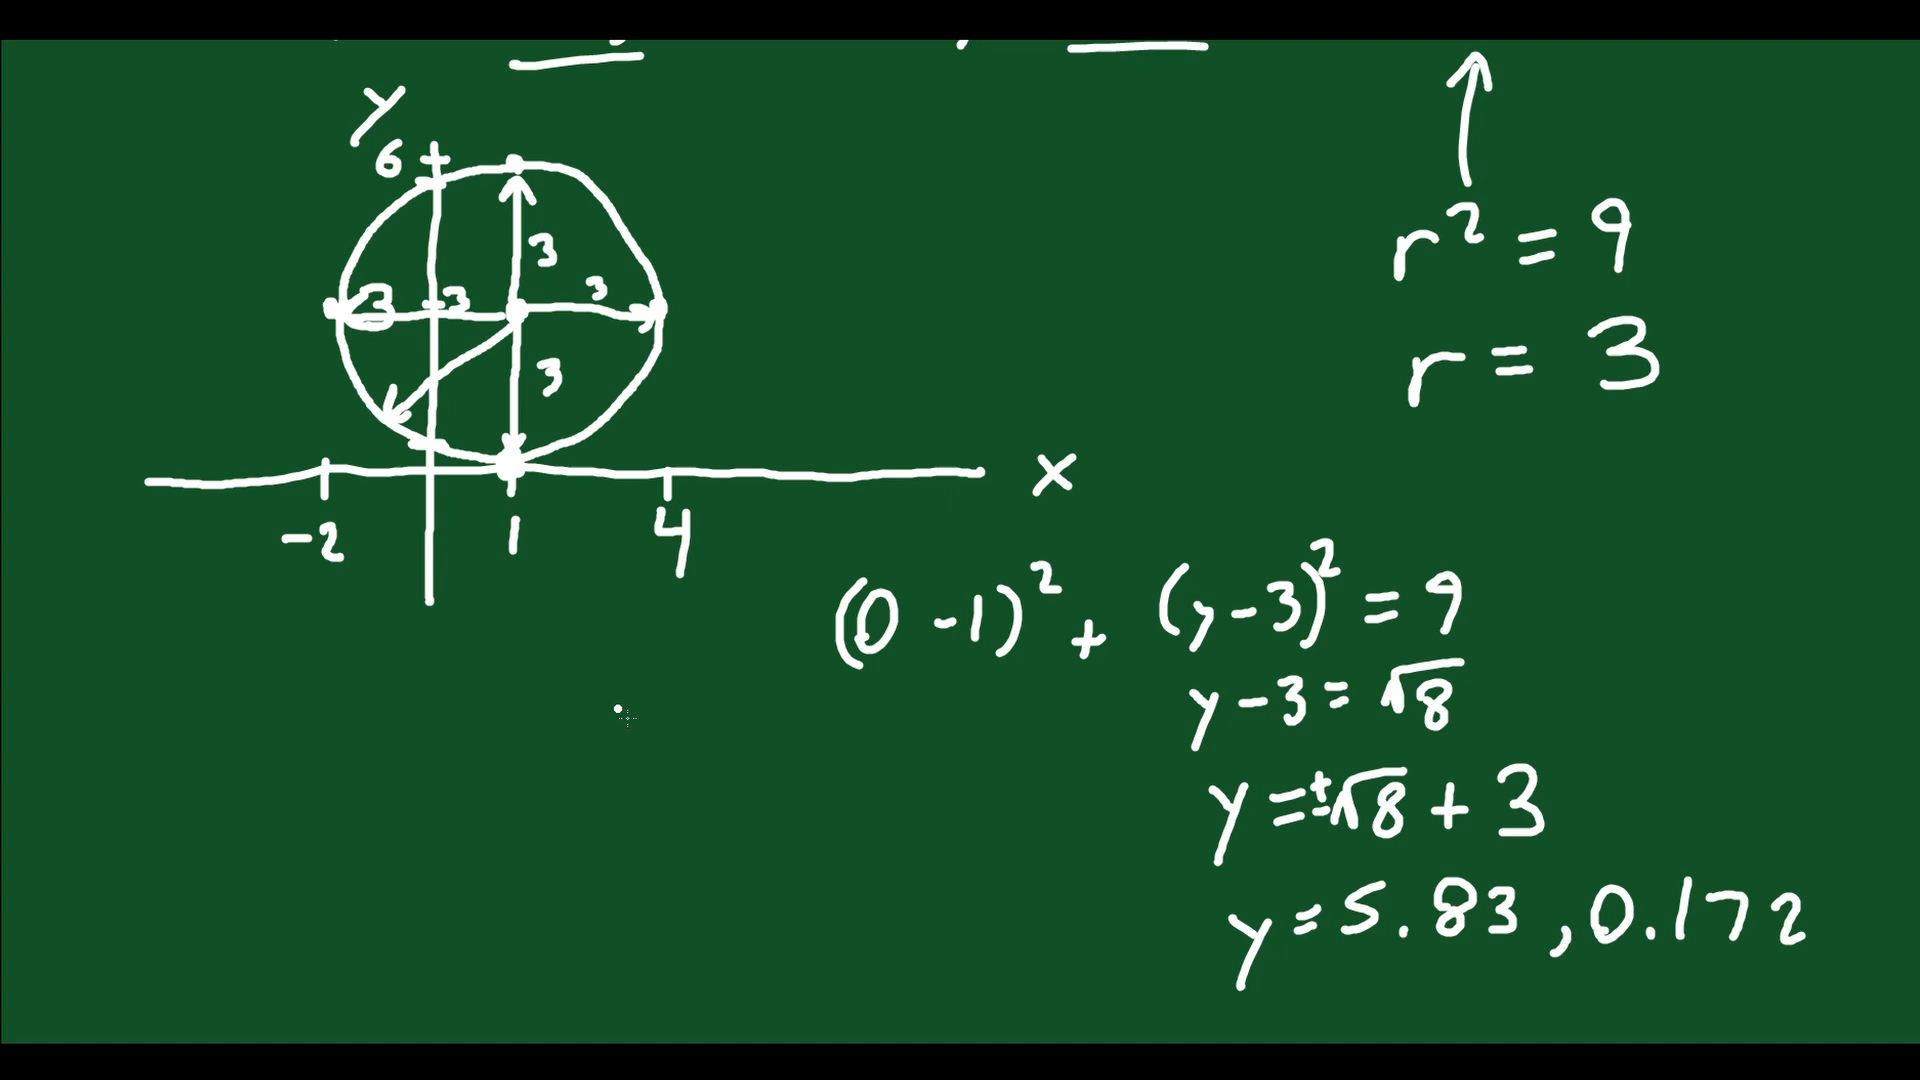 y
6
3
3
3 3
3
x
-2 1 4
r² = 9
r = 3
(0 - 1)² + (y - 3)² = 9
y - 3 = √8
y = ±√8 + 3
y = 5.83, 0.172